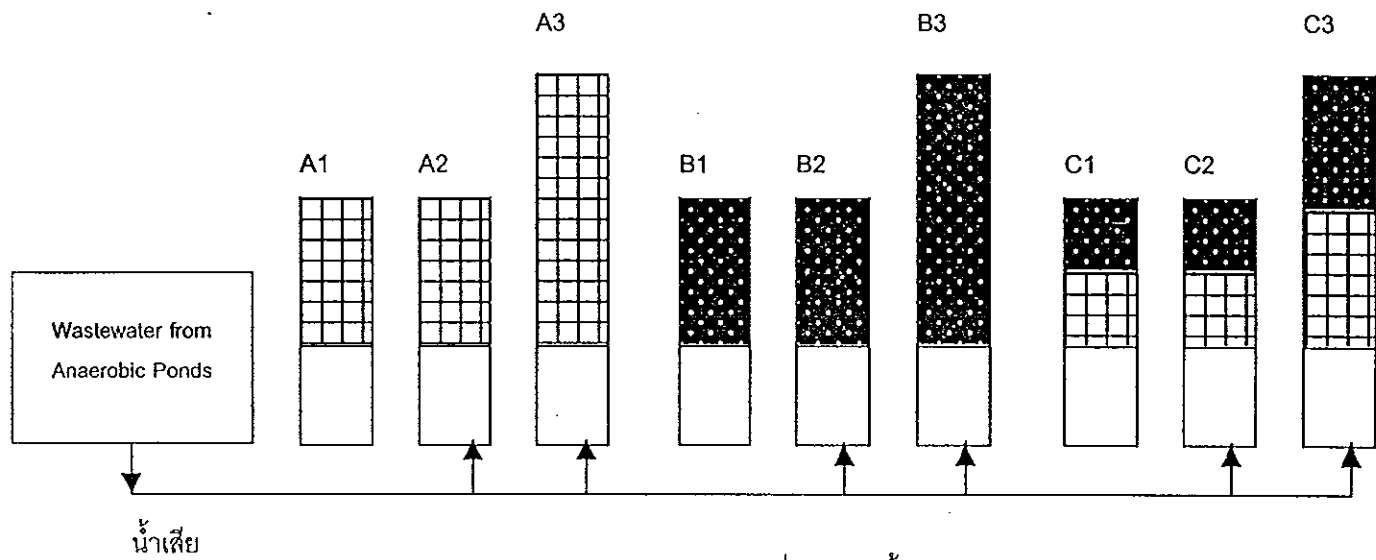 A3
B3
C3
A1
A2
B1
B2
C1
C2
Wastewater from
Anaerobic Ponds
น้ำเสีย